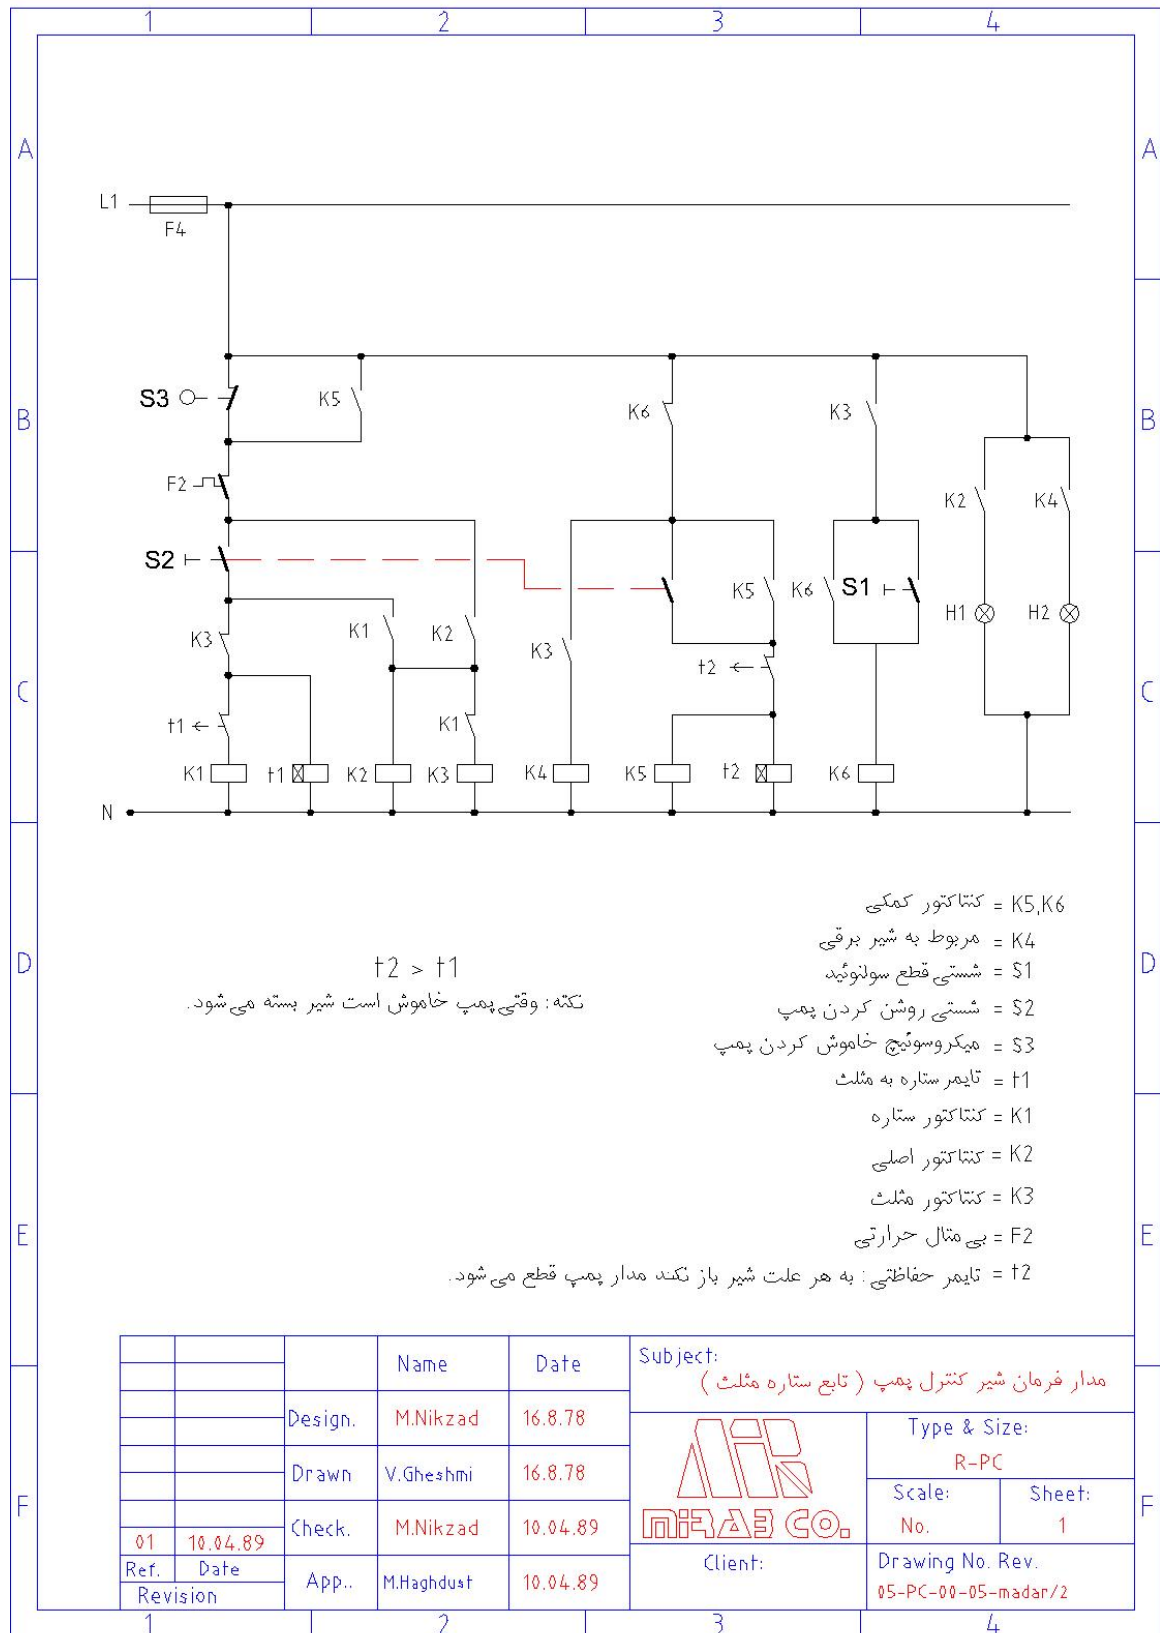 1 2 3 4
A A
L1
F4
S3 K5 K6 K3
B B
F2 K2 K4
S2
K5 K6 S1 H1 H2
K3 K1 K2 K3
t2
C C
t1 K1
K1 t1 K2 K3 K4 K5 t2 K6
N
K5,K6 = کنتاکتور کمکی
K4 = مربوط به شیر برقی
D D
t2 > t1
S1 = شستی قطع سولنوئید
نکته: وقتی پمپ خاموش است شیر بسته می‌شود.
S2 = شستی روشن کردن پمپ
S3 = میکروسوئیچ خاموش کردن پمپ
t1 = تایمر ستاره به مثلث
K1 = کنتاکتور ستاره
K2 = کنتاکتور اصلی
K3 = کنتاکتور مثلث
E E
F2 = بی متال حرارتی
t2 = تایمر حفاظتی: به هر علت شیر باز نکند مدار پمپ قطع می‌شود.
Name Date
Design. M.Nikzad 16.8.78
Drawn V.Gheshmi 16.8.78
Check. M.Nikzad 10.04.89
App.. M.Haghdust 10.04.89
01 10.04.89
Ref. Date
Revision
Subject:
مدار فرمان شیر کنترل پمپ ( تابع ستاره مثلث )
MIRAB CO.
Type & Size:
R-PC
Scale: Sheet:
No. 1
Client:
Drawing No. Rev.
05-PC-00-05-madar/2
F F
1 2 3 4